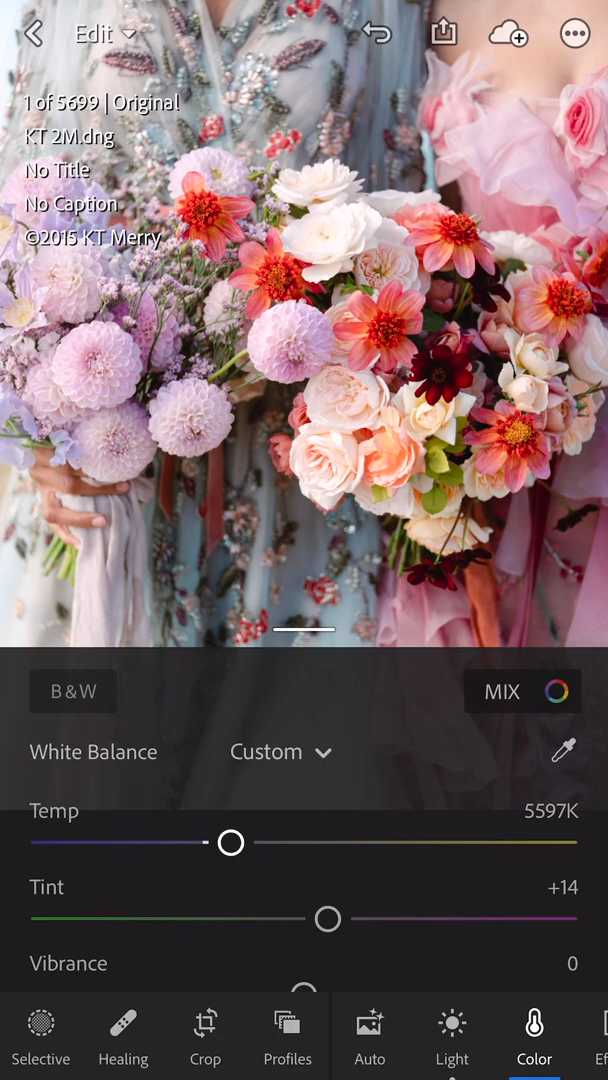 Edit
1 of 5699 | Original
KT 2M.dng
No Title
No Caption
©2015 KT Merry
B&W
MIX
White Balance Custom
Temp 5597K
Tint +14
Vibrance 0
Selective Healing Crop Profiles Auto Light Color Ef